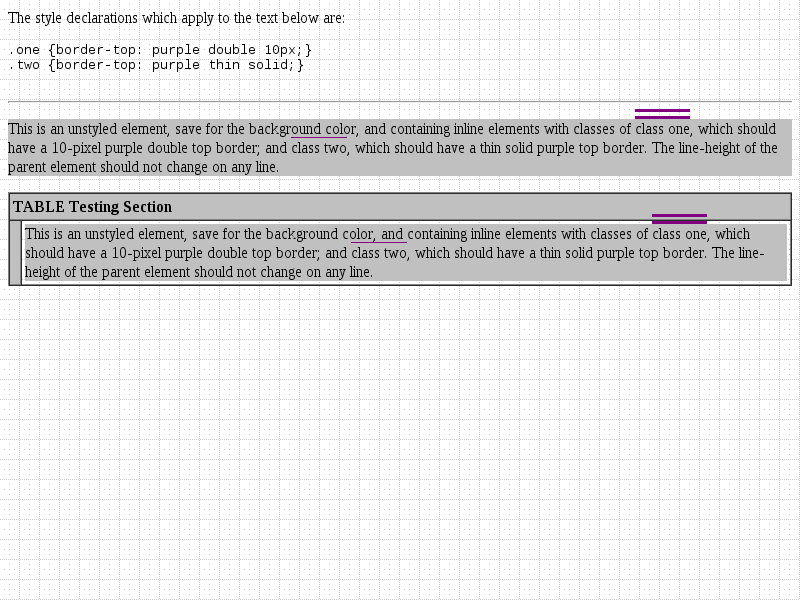 The style declarations which apply to the text below are:
.one {border-top: purple double 10px;}
.two {border-top: purple thin solid;}
This is an unstyled element, save for the background color, and containing inline elements with classes of class one, which should
have a 10-pixel purple double top border; and class two, which should have a thin solid purple top border. The line-height of the
parent element should not change on any line.
TABLE Testing Section
This is an unstyled element, save for the background color, and containing inline elements with classes of class one, which
should have a 10-pixel purple double top border; and class two, which should have a thin solid purple top border. The line-
height of the parent element should not change on any line.